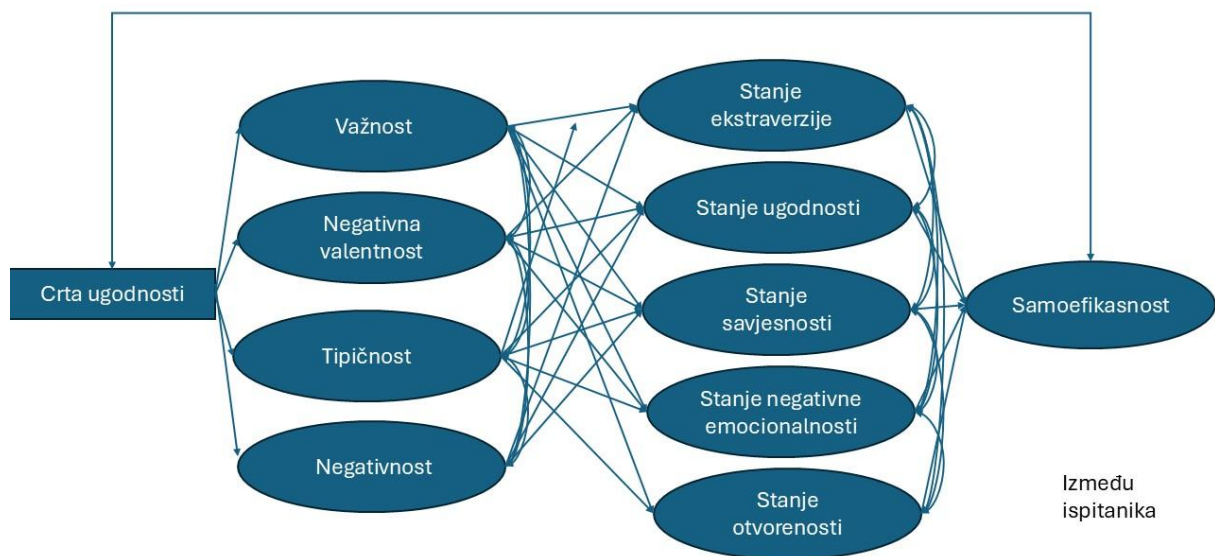 Crta ugodnosti
Važnost
Negativna
valentnost
Tipičnost
Negativnost
Stanje
ekstraverzije
Stanje ugodnosti
Stanje
savjesnosti
Stanje negativne
emocionalnosti
Stanje
otvorenosti
Samoefikasnost
Između
ispitanika